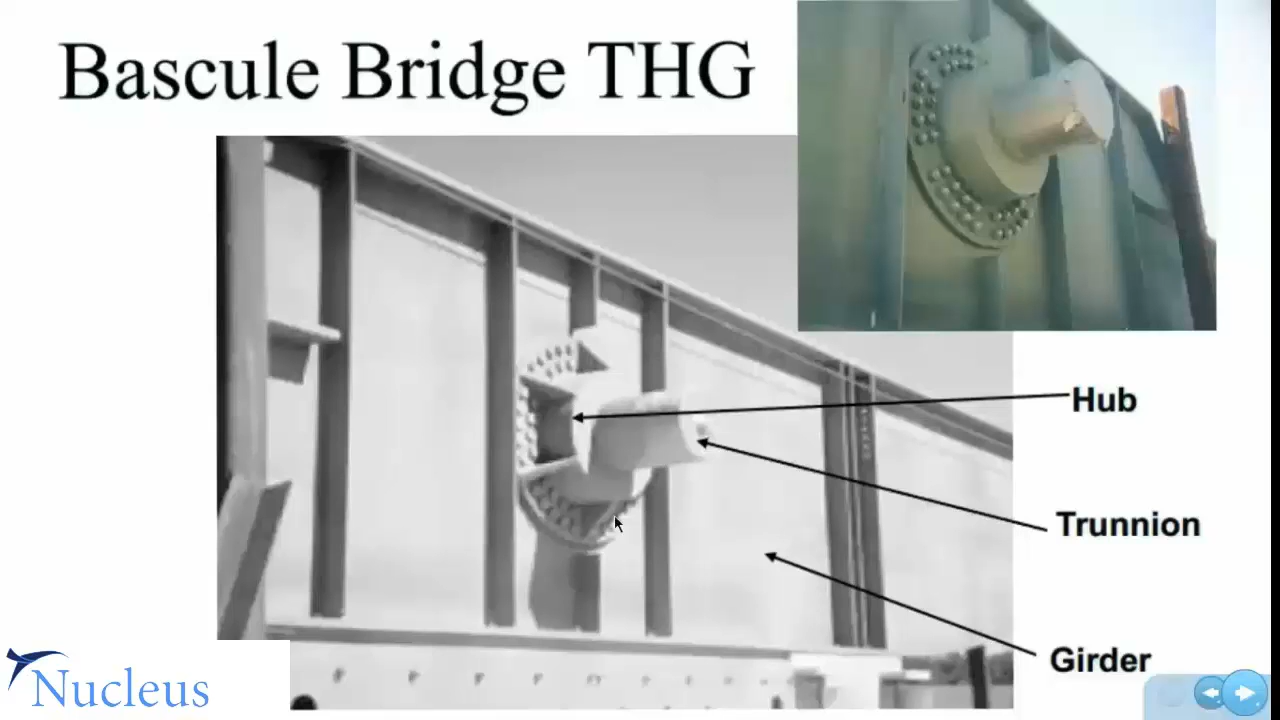 Bascule Bridge THG
Hub
Trunnion
Girder
Nucleus